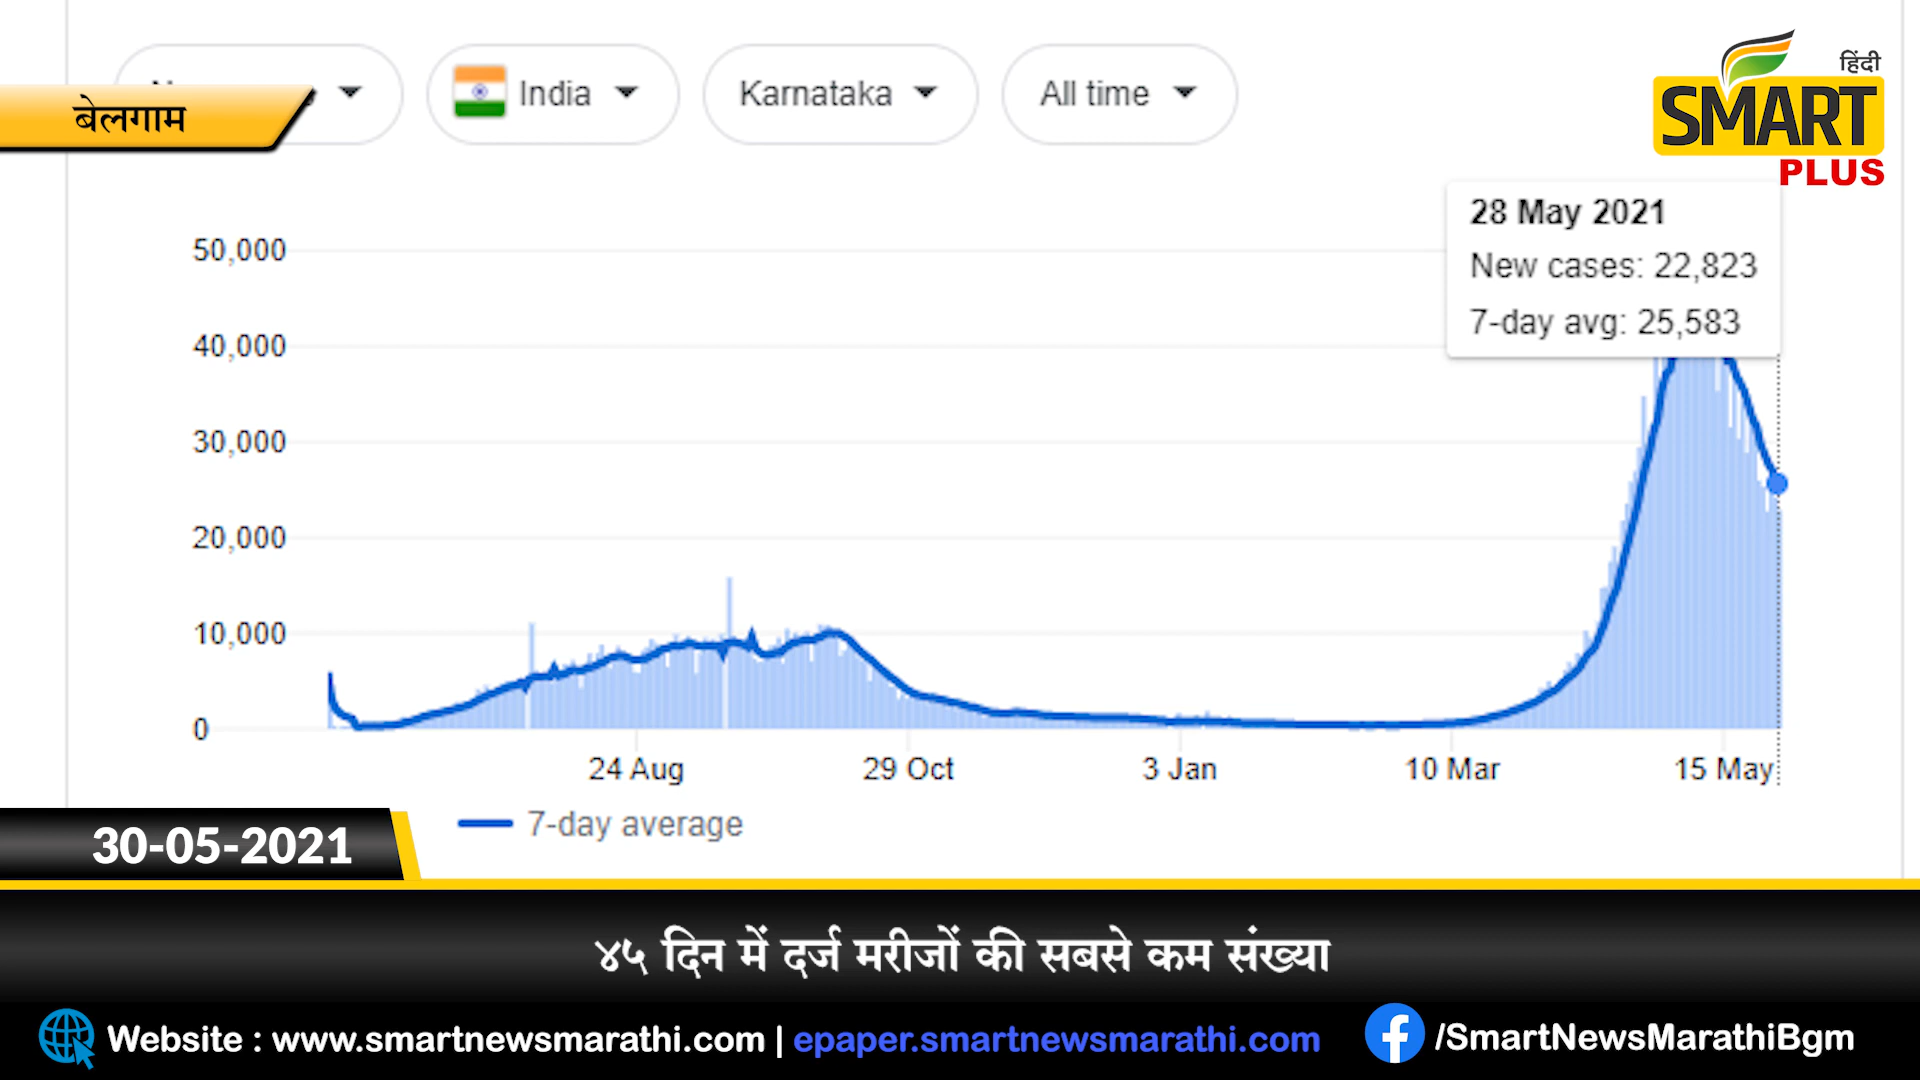 India
Karnataka
All time
बेलगाम
हिंदी
SMART
PLUS
28 May 2021
New cases: 22,823
7-day avg: 25,583
50,000
40,000
30,000
20,000
10,000
0
24 Aug
29 Oct
3 Jan
10 Mar
15 May
7-day average
30-05-2021
४५ दिन में दर्ज मरीजों की सबसे कम संख्या
Website : www.smartnewsmarathi.com | epaper.smartnewsmarathi.com
/SmartNewsMarathiBgm